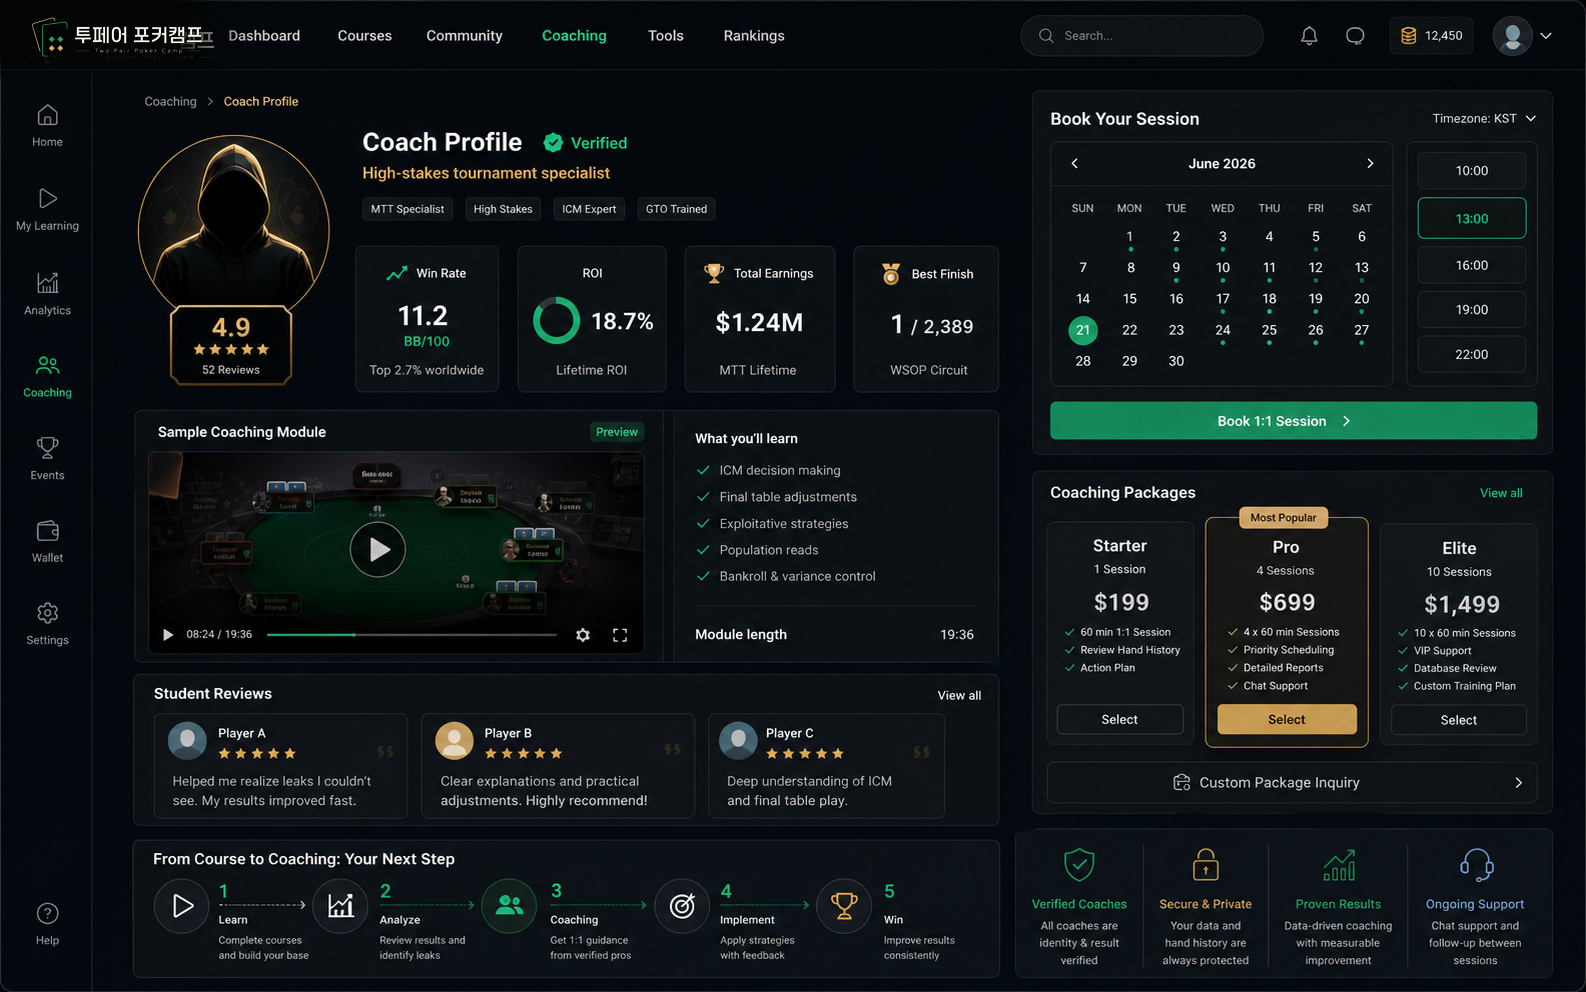 투페어 포커캠프
Two Pair Poker Camp
Dashboard
Courses
Community
Coaching
Tools
Rankings
Search...
12,450
Home
My Learning
Analytics
Coaching
Events
Wallet
Settings
Help
Coaching > Coach Profile
4.9
52 Reviews
Coach Profile
Verified
High-stakes tournament specialist
MTT Specialist
High Stakes
ICM Expert
GTO Trained
Win Rate
11.2
BB/100
Top 2.7% worldwide
ROI
18.7%
Lifetime ROI
Total Earnings
$1.24M
MTT Lifetime
Best Finish
1 / 2,389
WSOP Circuit
Sample Coaching Module
Preview
08:24 / 19:36
What you'll learn
ICM decision making
Final table adjustments
Exploitative strategies
Population reads
Bankroll & variance control
Module length 19:36
Student Reviews
View all
Player A
Helped me realize leaks I couldn't
see. My results improved fast.
Player B
Clear explanations and practical
adjustments. Highly recommend!
Player C
Deep understanding of ICM
and final table play.
From Course to Coaching: Your Next Step
1
Learn
Complete courses
and build your base
2
Analyze
Review results and
identify leaks
3
Coaching
Get 1:1 guidance
from verified pros
4
Implement
Apply strategies
with feedback
5
Win
Improve results
consistently
Book Your Session
Timezone: KST
June 2026
SUN MON TUE WED THU FRI SAT
1 2 3 4 5 6
7 8 9 10 11 12 13
14 15 16 17 18 19 20
21 22 23 24 25 26 27
28 29 30
10:00
13:00
16:00
19:00
22:00
Book 1:1 Session
Coaching Packages
View all
Starter
1 Session
$199
60 min 1:1 Session
Review Hand History
Action Plan
Select
Most Popular
Pro
4 Sessions
$699
4 x 60 min Sessions
Priority Scheduling
Detailed Reports
Chat Support
Select
Elite
10 Sessions
$1,499
10 x 60 min Sessions
VIP Support
Database Review
Custom Training Plan
Select
Custom Package Inquiry
Verified Coaches
All coaches are
identity & result
verified
Secure & Private
Your data and
hand history are
always protected
Proven Results
Data-driven coaching
with measurable
improvement
Ongoing Support
Chat support and
follow-up between
sessions